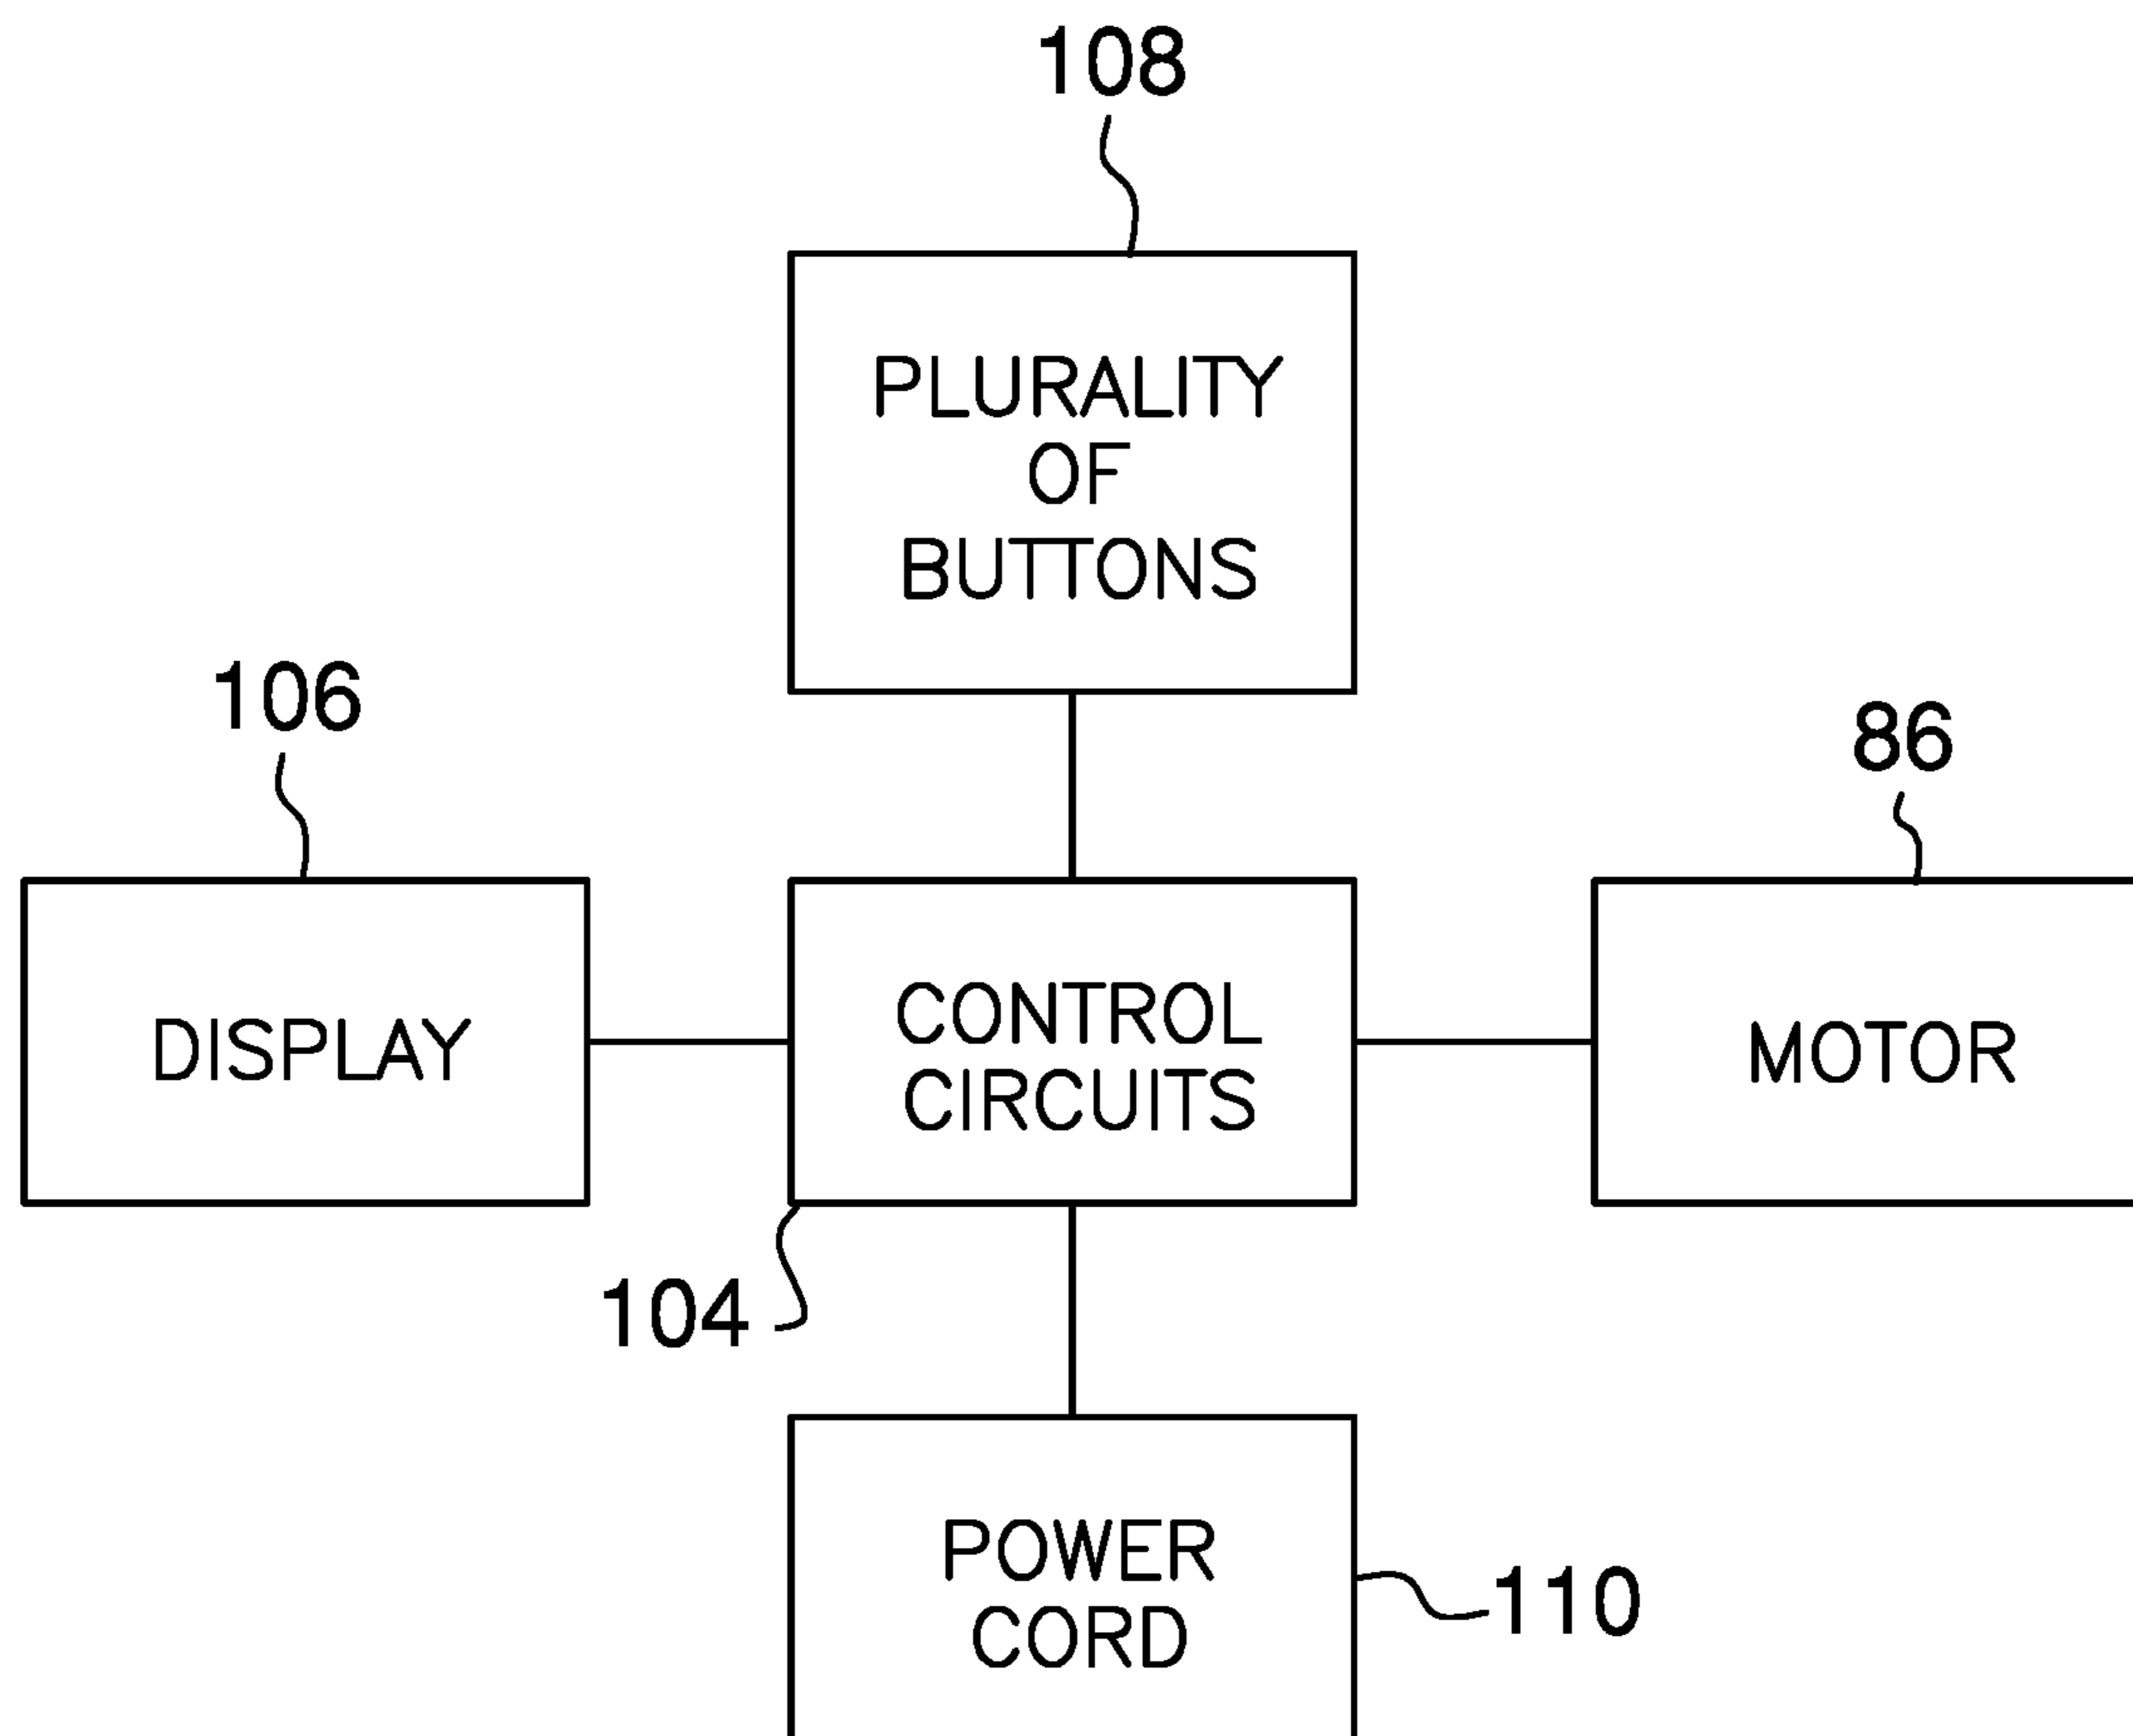 108
PLURALITY
OF
BUTTONS
106
86
DISPLAY
CONTROL
CIRCUITS
MOTOR
104
POWER
CORD
110